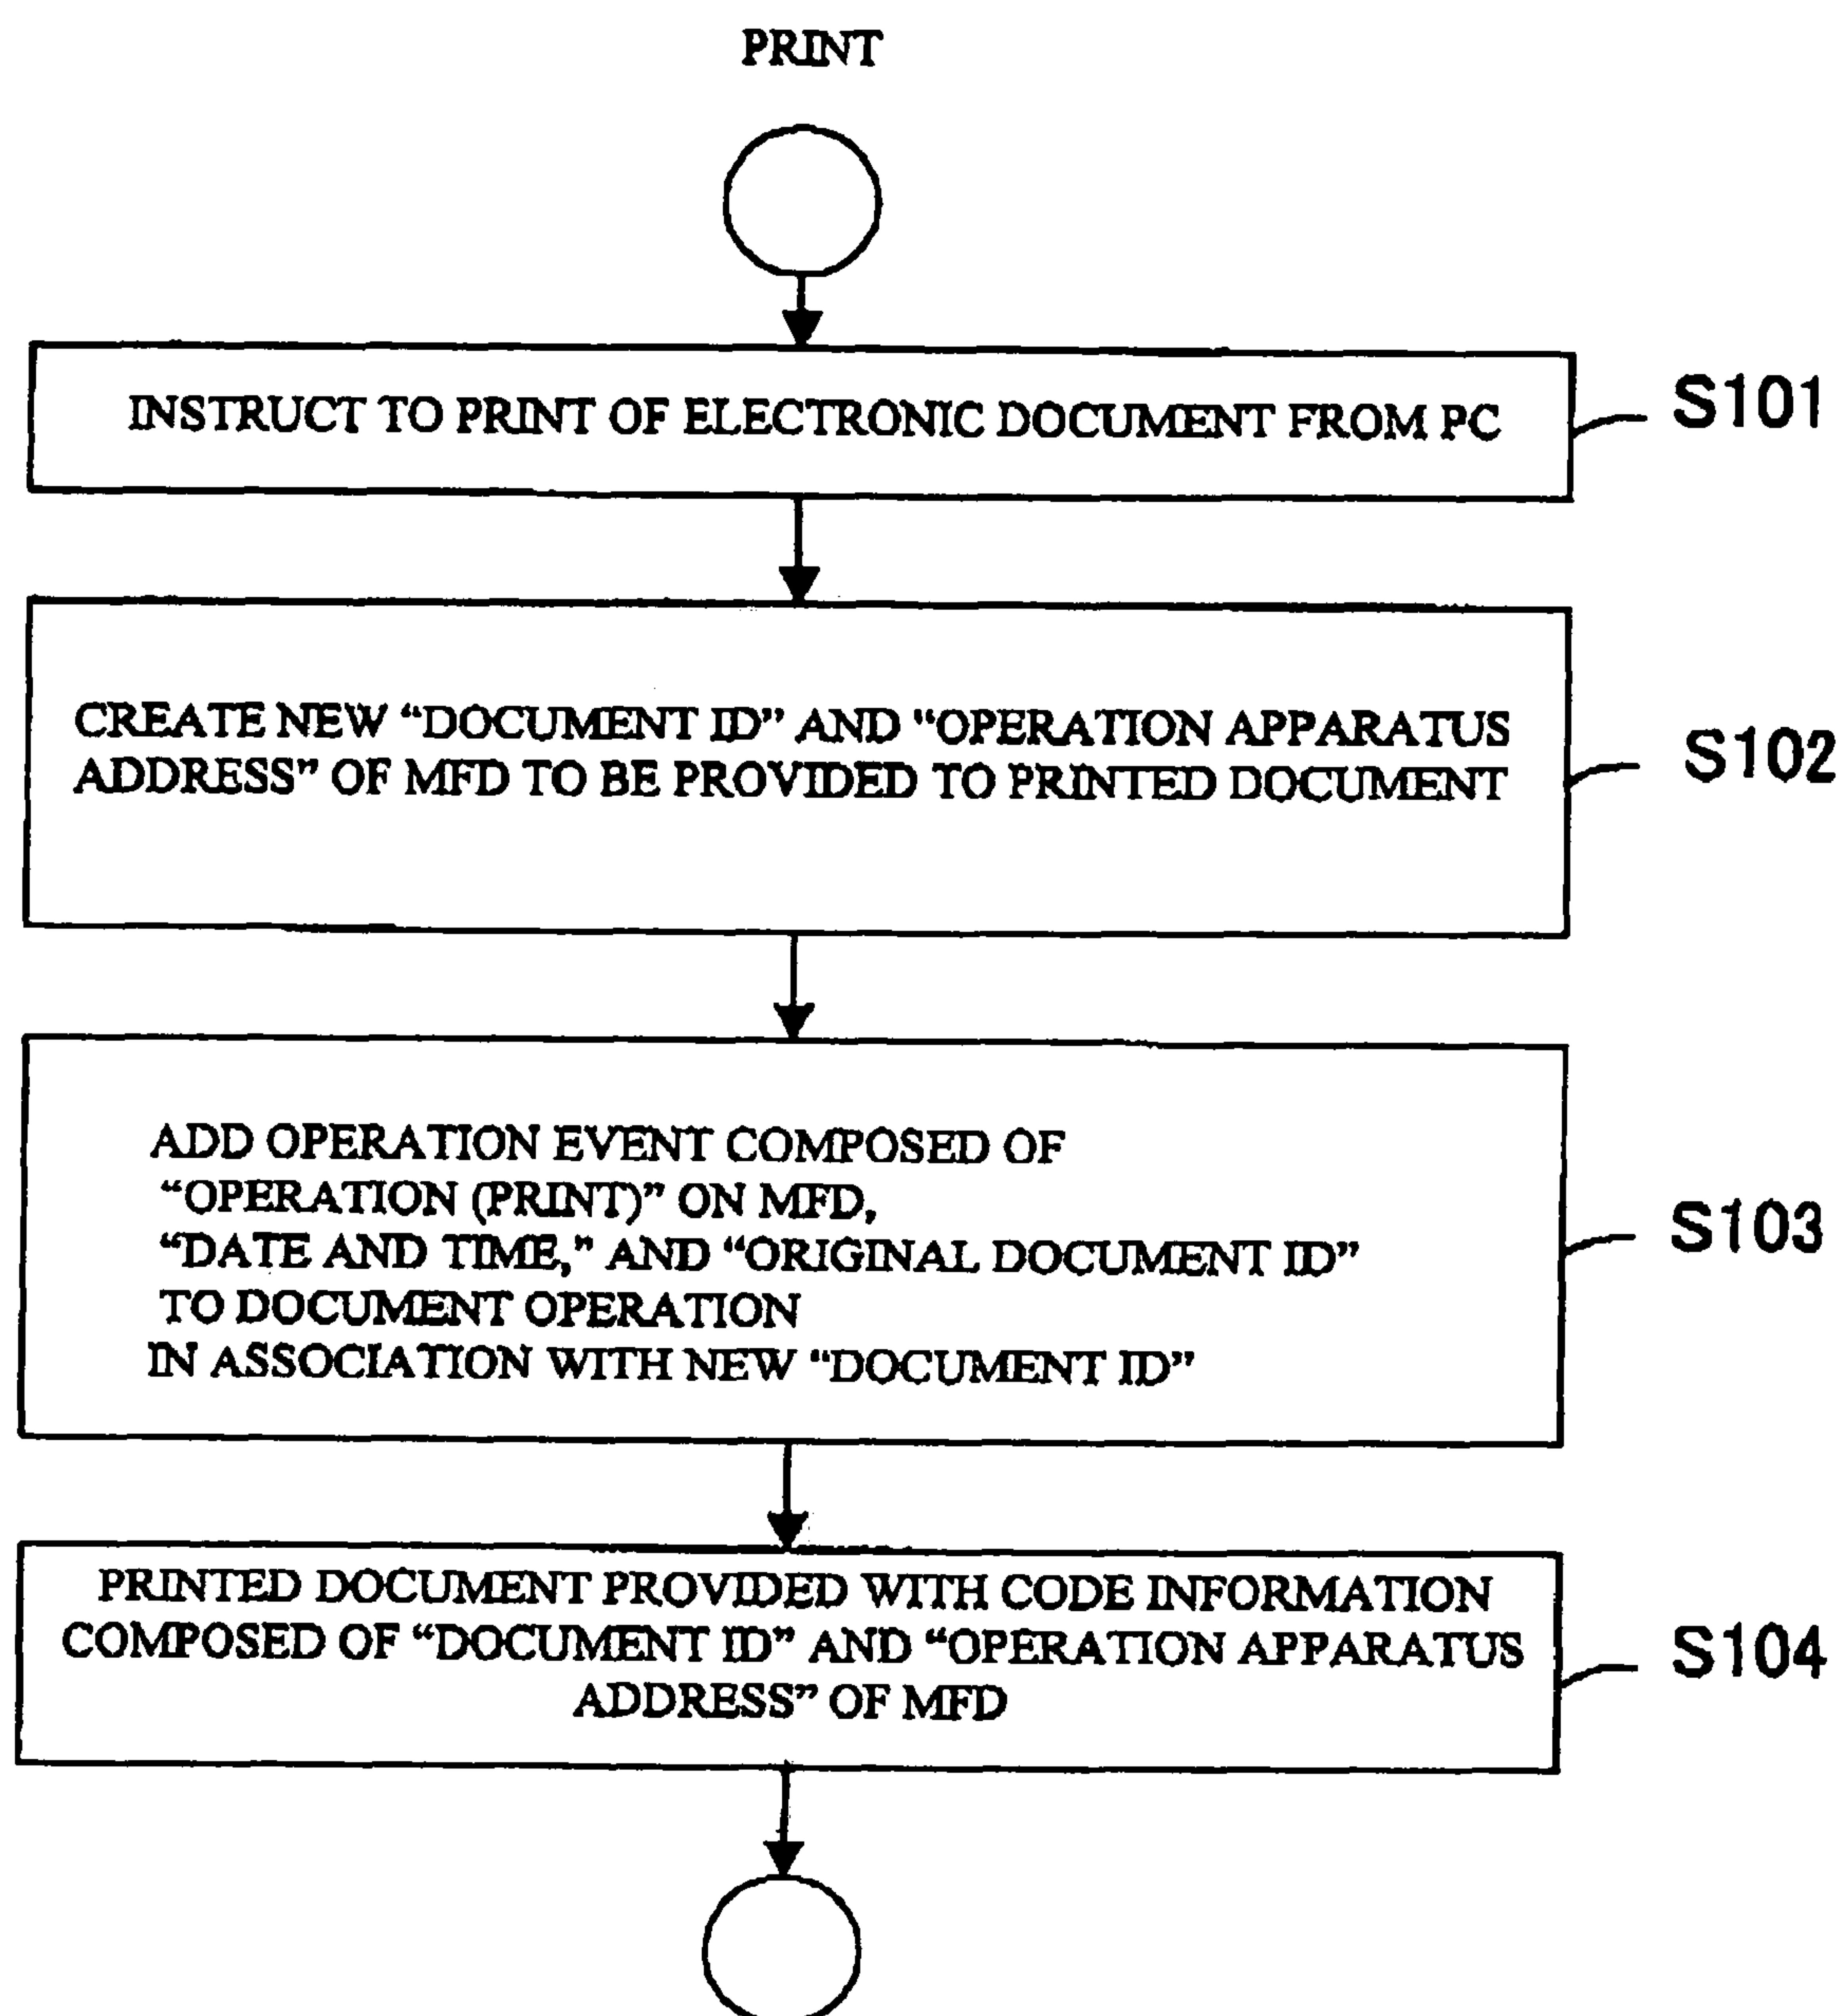 PRINT
INSTRUCT TO PRINT OF ELECTRONIC DOCUMENT FROM PC
S101
CREATE NEW “DOCUMENT ID” AND “OPERATION APPARATUS
ADDRESS” OF MFD TO BE PROVIDED TO PRINTED DOCUMENT
S102
ADD OPERATION EVENT COMPOSED OF
“OPERATION (PRINT)” ON MFD,
“DATE AND TIME,” AND “ORIGINAL DOCUMENT ID”
TO DOCUMENT OPERATION
IN ASSOCIATION WITH NEW “DOCUMENT ID”
S103
PRINTED DOCUMENT PROVIDED WITH CODE INFORMATION
COMPOSED OF “DOCUMENT ID” AND “OPERATION APPARATUS
ADDRESS” OF MFD
S104